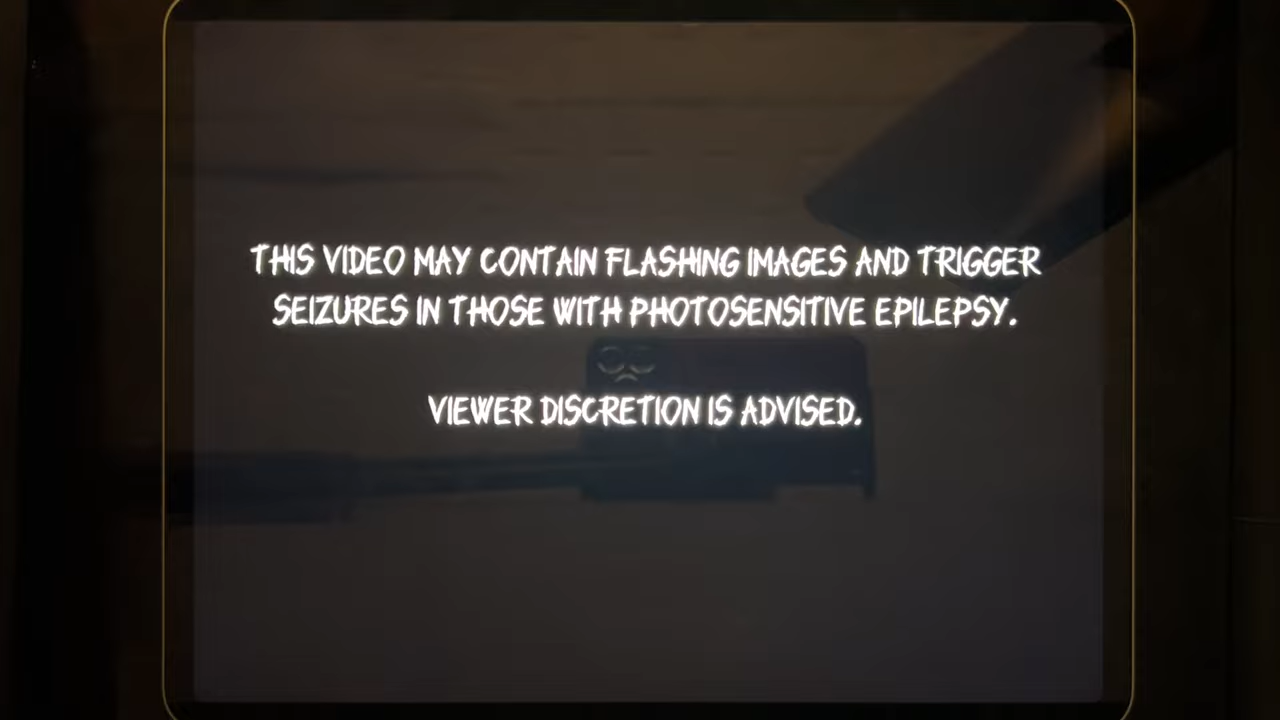 THIS VIDEO MAY CONTAIN FLASHING IMAGES AND TRIGGER
SEIZURES IN THOSE WITH PHOTOSENSITIVE EPILEPSY.
VIEWER DISCRETION IS ADVISED.